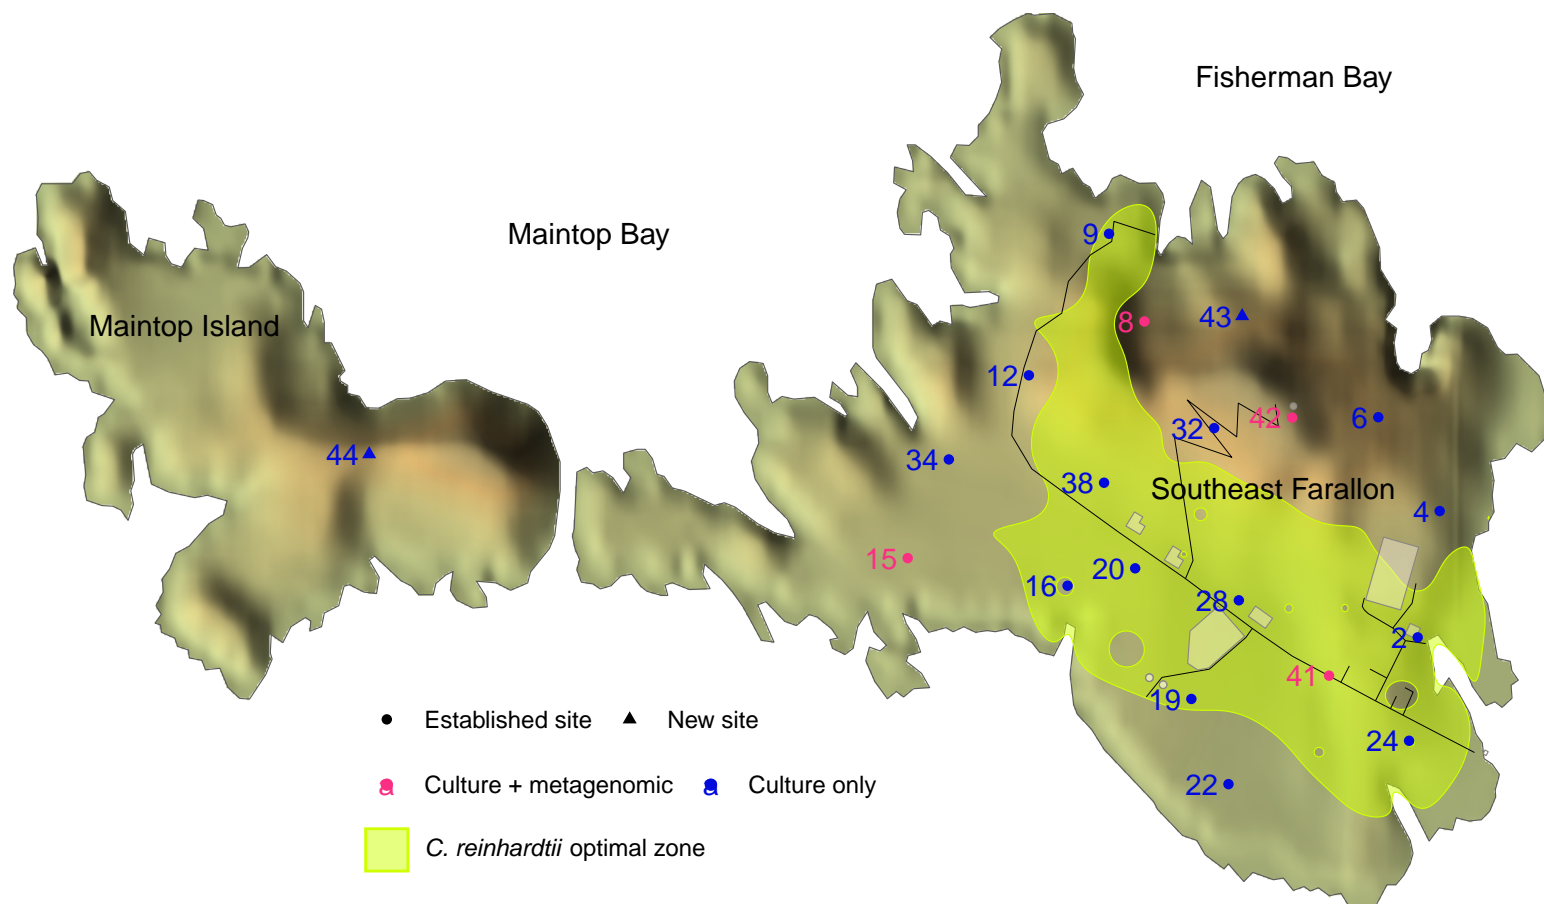 Fisherman Bay
Maintop Bay
9
Maintop Island
8
43
12
42
6
32
44
34
38
Southeast Farallon
4
15
20
16
28
2
41
19
Established site
New site
24
Culture + metagenomic
Culture only
22
C. reinhardtii optimal zone